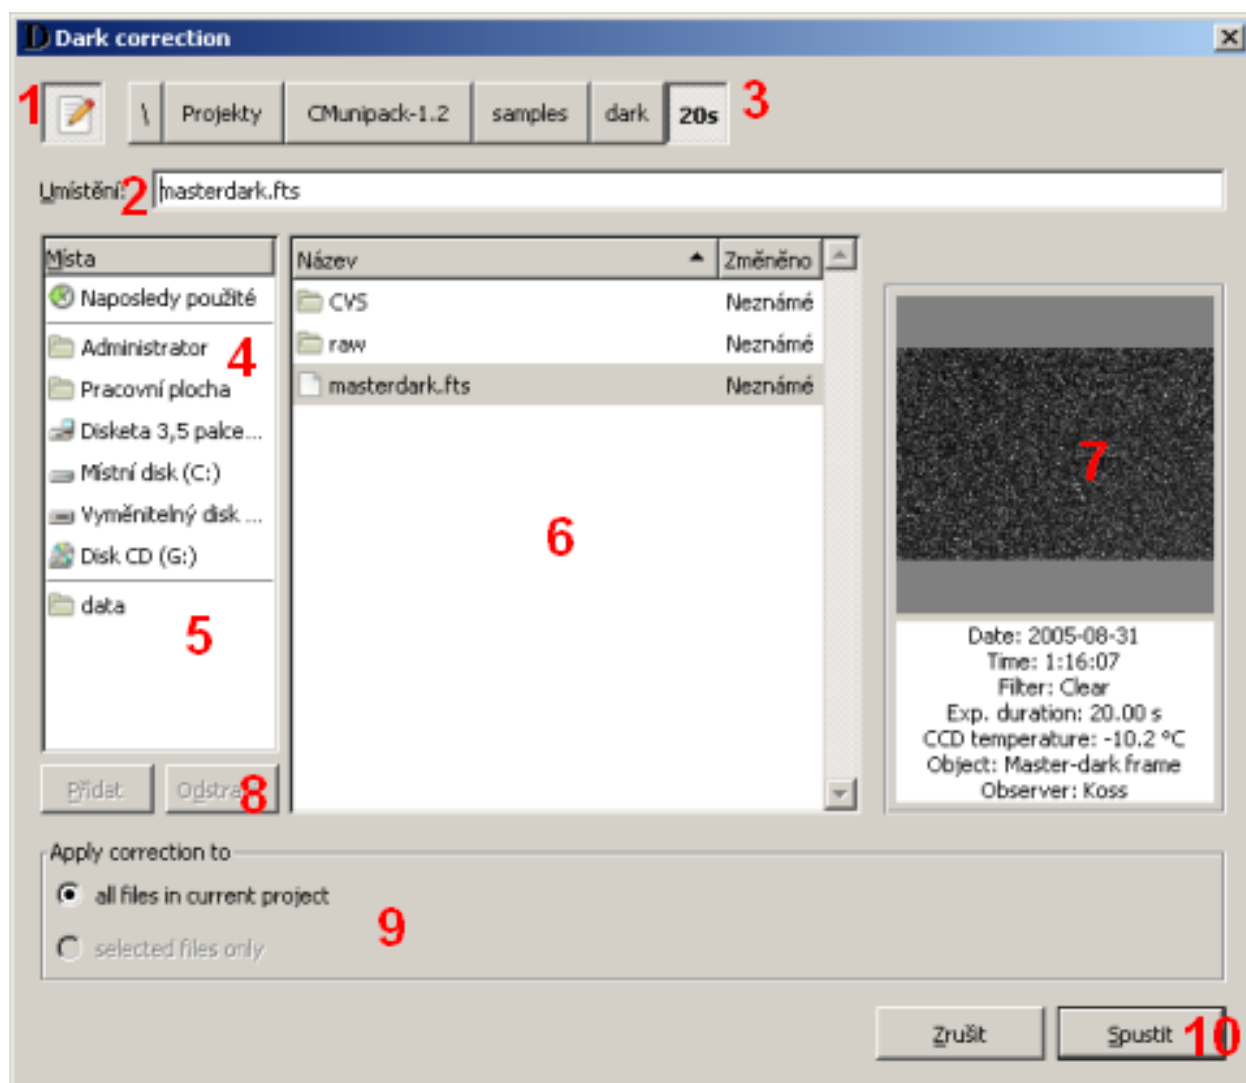 Dark correction
1 \ Projekty CMunipack-1.2 samples dark 20s 3
Umístění: 2 masterdark.fts
Místa
Naposledy použité
Administrator 4
Pracovní plocha
Disketa 3,5 palce...
Místní disk (C:)
Vyměnitelný disk ...
Disk CD (G:)
data
5
Přidat 8
Název Změněno
CVS Neznámé
raw Neznámé
masterdark.fts Neznámé
6
7
Date: 2005-08-31
Time: 1:16:07
Filter: Clear
Exp. duration: 20.00 s
CCD temperature: -10.2 °C
Object: Master-dark frame
Observer: Koss
Apply correction to
all files in current project
9
selected files only
Zrušit Spustit 10